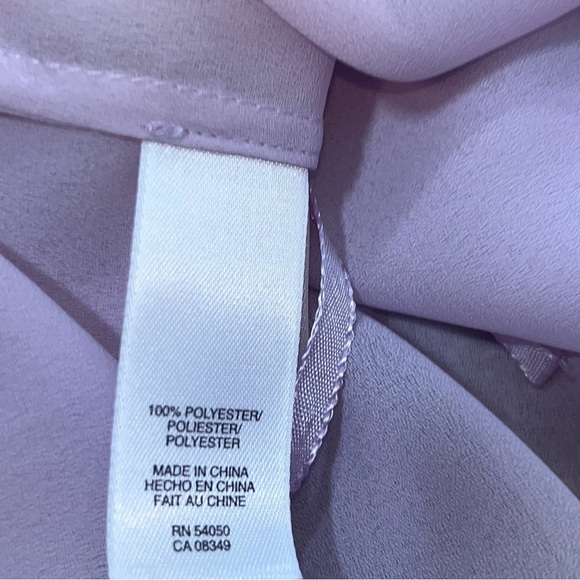 100% POLYESTER/
POLIESTER/
POLYESTER
MADE IN CHINA
HECHO EN CHINA
FAIT AU CHINE
RN 54050
CA 08349